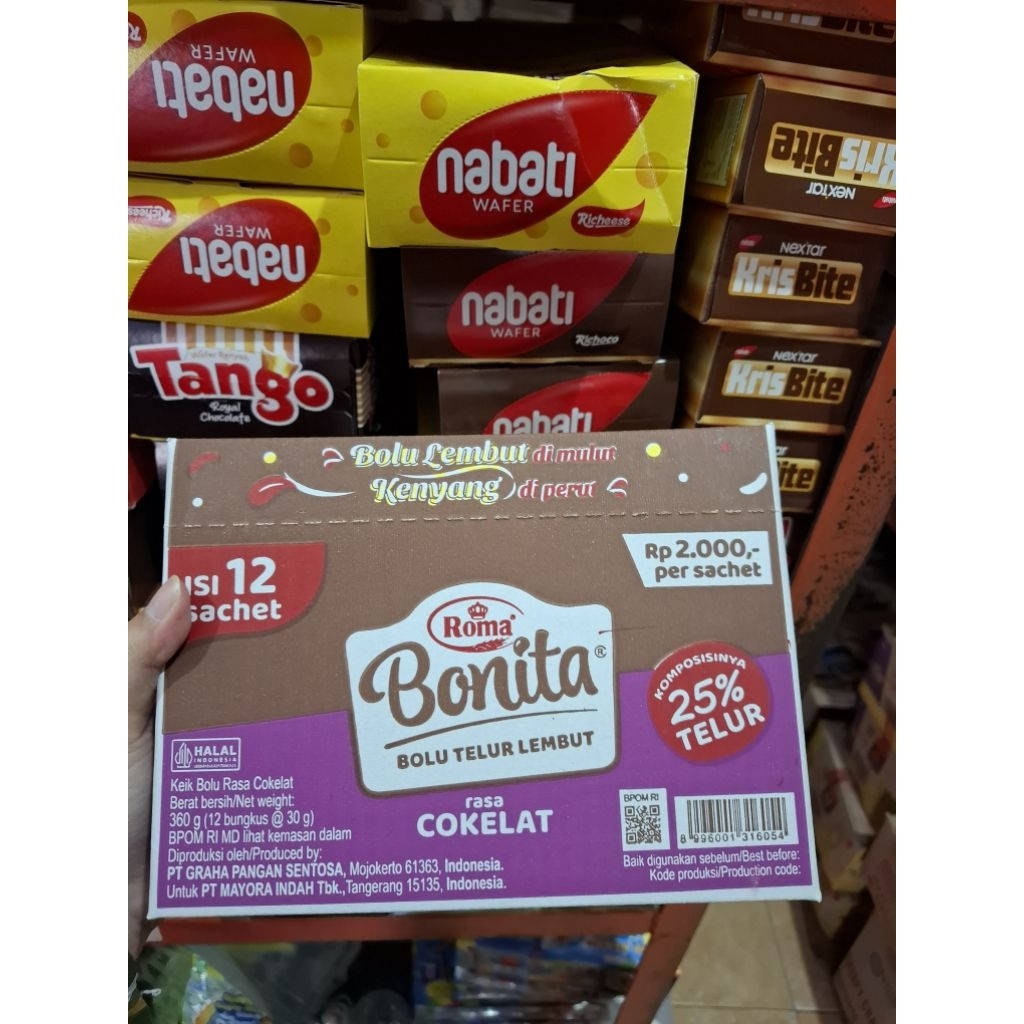 nabati
WAFER
nabati
WAFER
Richeese
KrisBite
NEXTAR
Richeese
nabati
WAFER
nabati
WAFER
Richoco
NEXTAR
KrisBite
Tango
Royal
Chocolate
nabati
NEXTAR
KrisBite
Bolu Lembut di mulut
Kenyang di perut
ISI 12
sachet
Rp 2.000,-
per sachet
Roma
Bonita®
BOLU TELUR LEMBUT
KOMPOSISINYA
25%
TELUR
HALAL
INDONESIA
rasa
COKELAT
Keik Bolu Rasa Cokelat
Berat bersih/Net weight:
360 g (12 bungkus @ 30 g)
BPOM RI MD lihat kemasan dalam
Diproduksi oleh/Produced by:
PT GRAHA PANGAN SENTOSA, Mojokerto 61363, Indonesia.
Untuk PT MAYORA INDAH Tbk., Tangerang 15135, Indonesia.
BPOM RI
8 996001 316054
Baik digunakan sebelum/Best before:
Kode produksi/Production code: